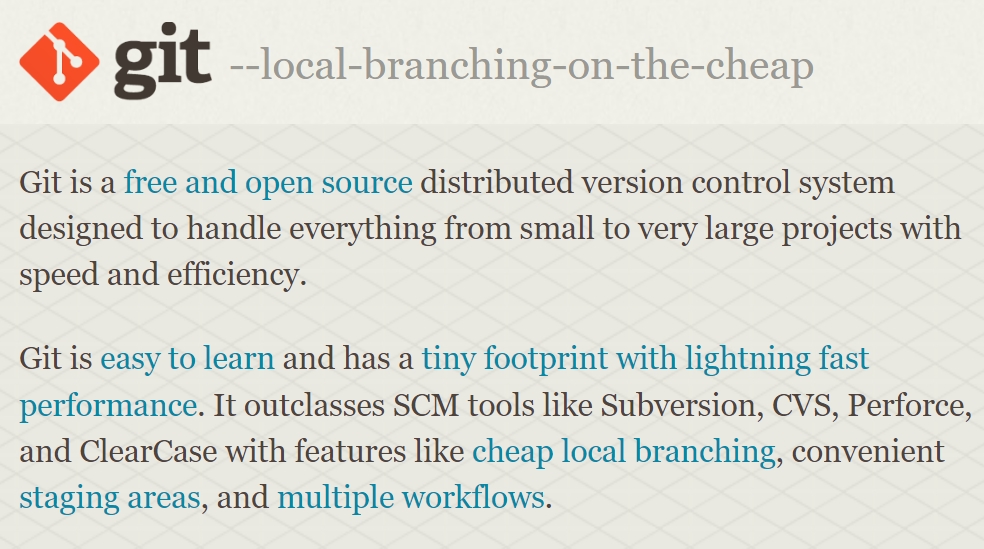 git --local-branching-on-the-cheap
Git is a free and open source distributed version control system
designed to handle everything from small to very large projects with
speed and efficiency.
Git is easy to learn and has a tiny footprint with lightning fast
performance. It outclasses SCM tools like Subversion, CVS, Perforce,
and ClearCase with features like cheap local branching, convenient
staging areas, and multiple workflows.